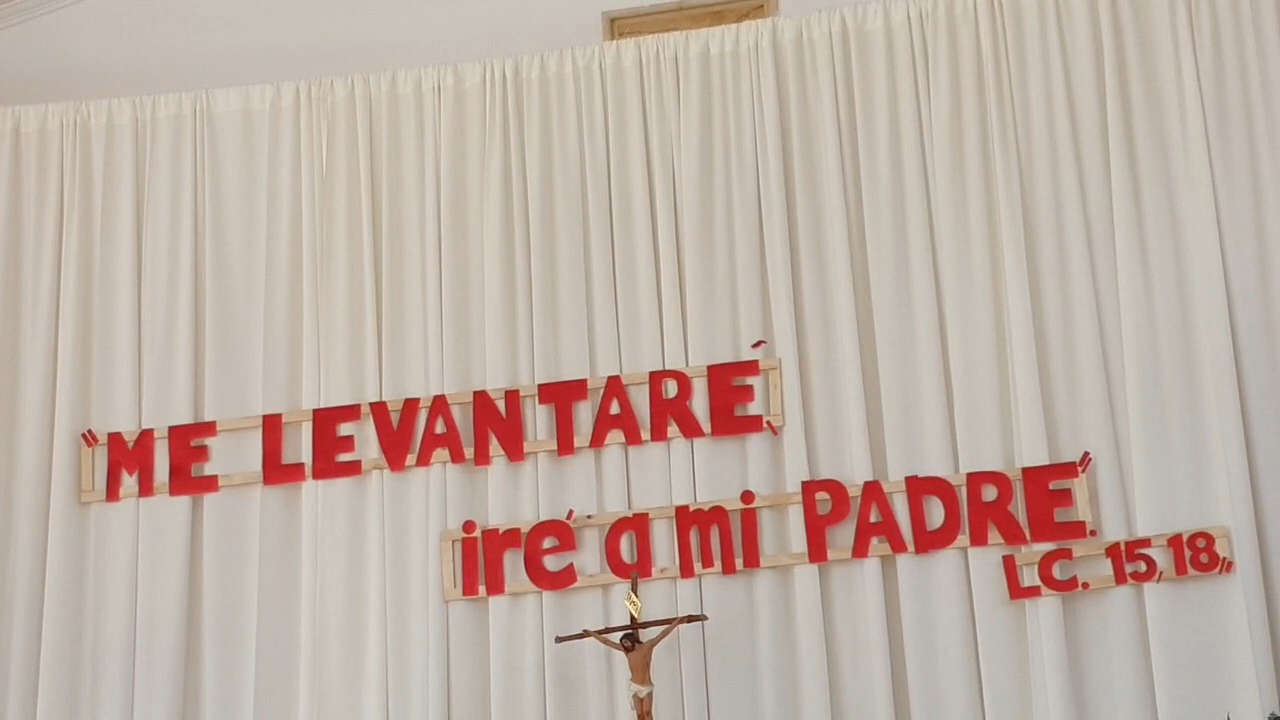 "ME LEVANTARÉ,
iré a mi PADRE".
LC. 15,18,,